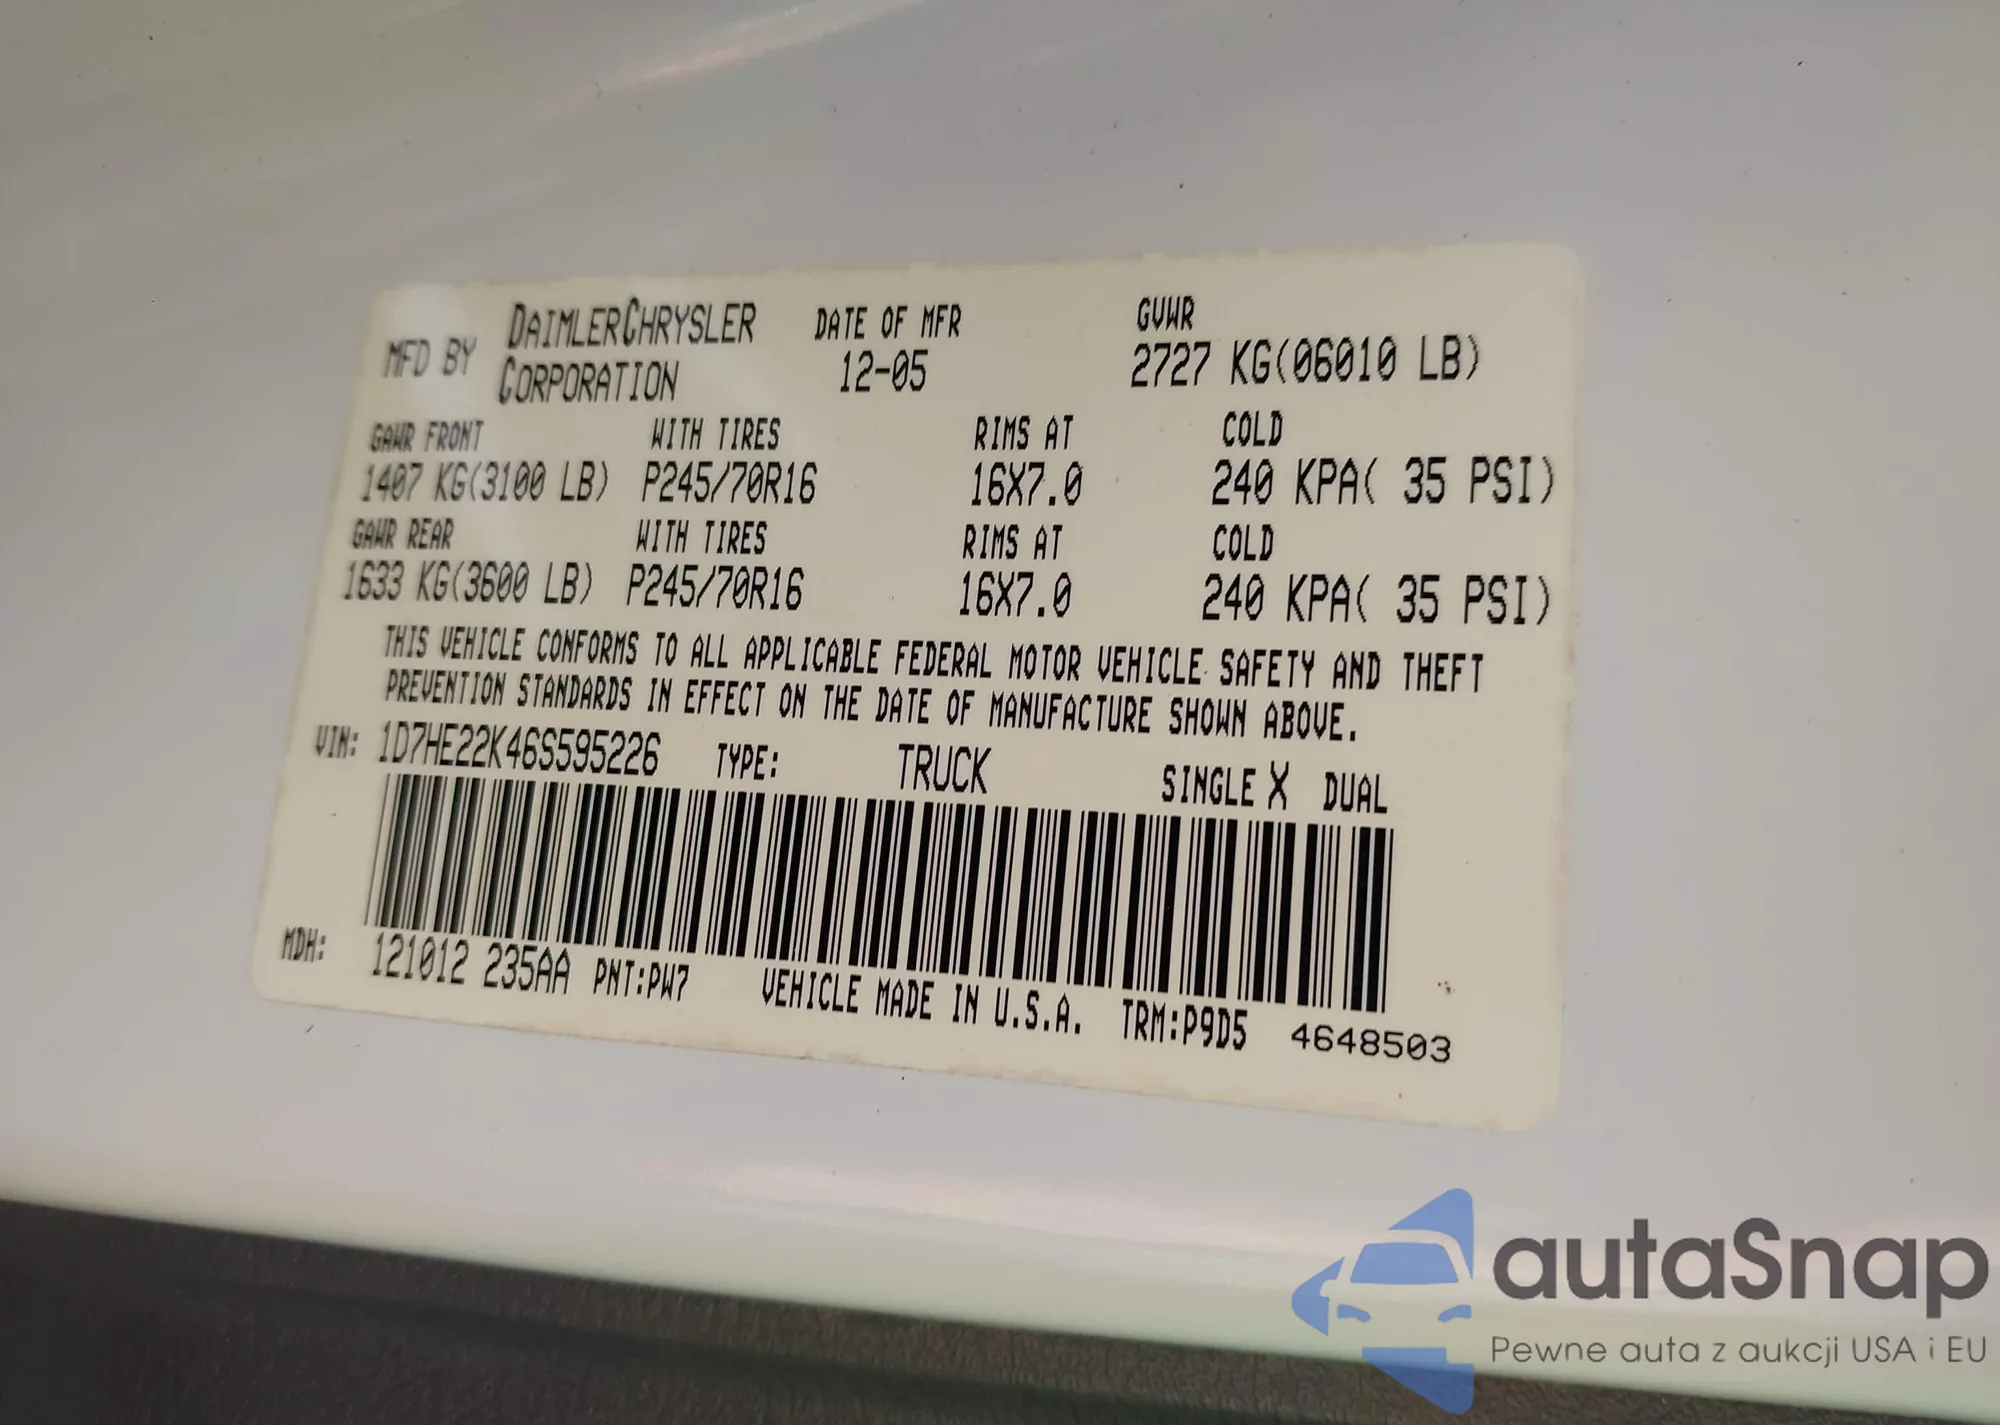 MFD BY DAIMLERCHRYSLER CORPORATION DATE OF MFR 12-05 GVWR 2727 KG(06010 LB)
GAWR FRONT WITH TIRES RIMS AT COLD
1407 KG(3100 LB) P245/70R16 16X7.0 240 KPA( 35 PSI)
GAWR REAR WITH TIRES RIMS AT COLD
1633 KG(3600 LB) P245/70R16 16X7.0 240 KPA( 35 PSI)
THIS VEHICLE CONFORMS TO ALL APPLICABLE FEDERAL MOTOR VEHICLE SAFETY AND THEFT
PREVENTION STANDARDS IN EFFECT ON THE DATE OF MANUFACTURE SHOWN ABOVE.
VIN: 1D7HE22K46S595226 TYPE: TRUCK SINGLE X DUAL
MDH: 121012 235AA PNT:PW7 VEHICLE MADE IN U.S.A. TRM:P9D5 4648503
autaSnap
Pewne auta z aukcji USA i EU